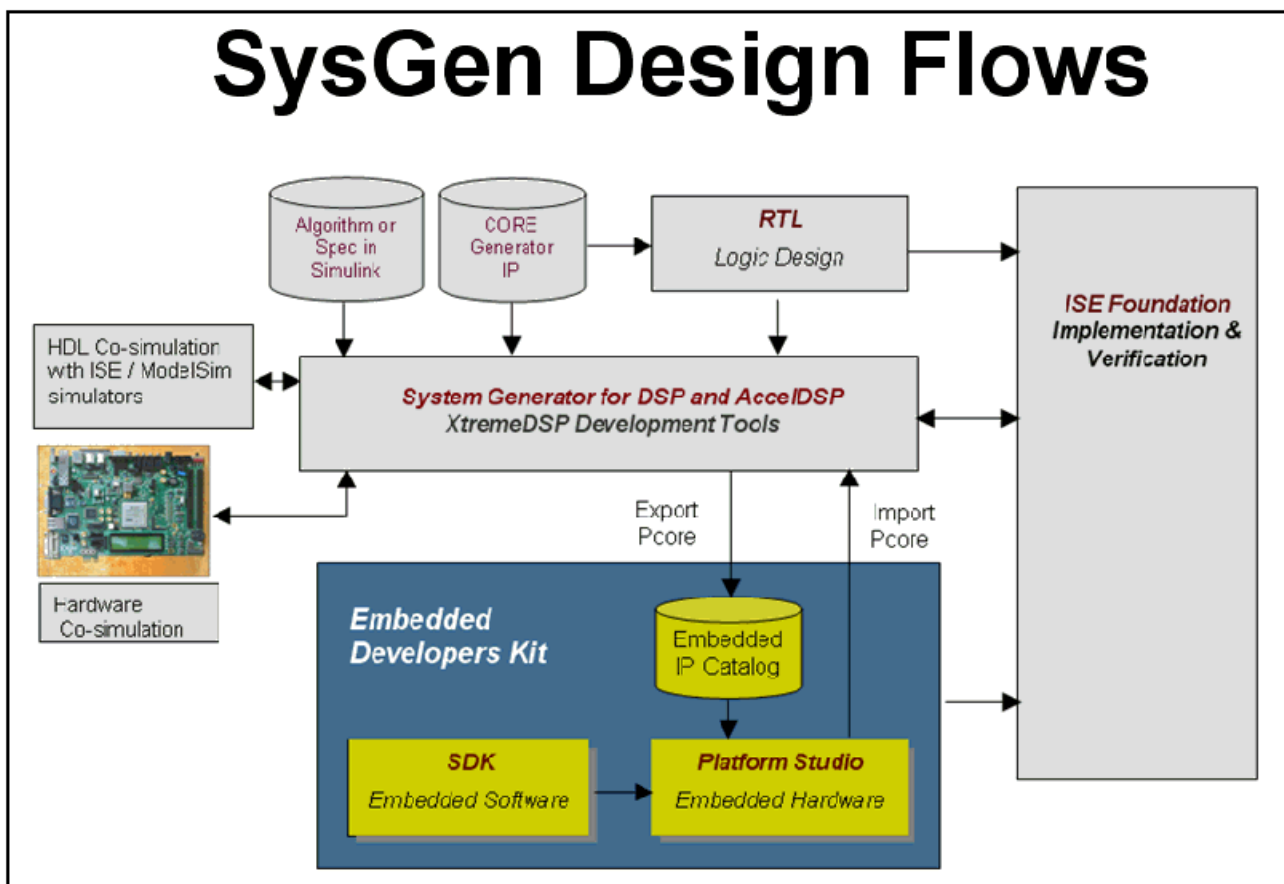 SysGen Design Flows
Algorithm or
Spec in
Simulink
CORE
Generator
IP
RTL
Logic Design
ISE Foundation
Implementation &
Verification
HDL Co-simulation
wth ISE / ModelSim
simulators
System Generator for DSP and AccelDSP
XtremeDSP Development Tools
Export
Pcore
Import
Pcore
Hardware
Co-simulation
Embedded
Developers Kit
Embedded
IP Catalog
SDK
Embedded Software
Platform Studio
Embedded Hardware